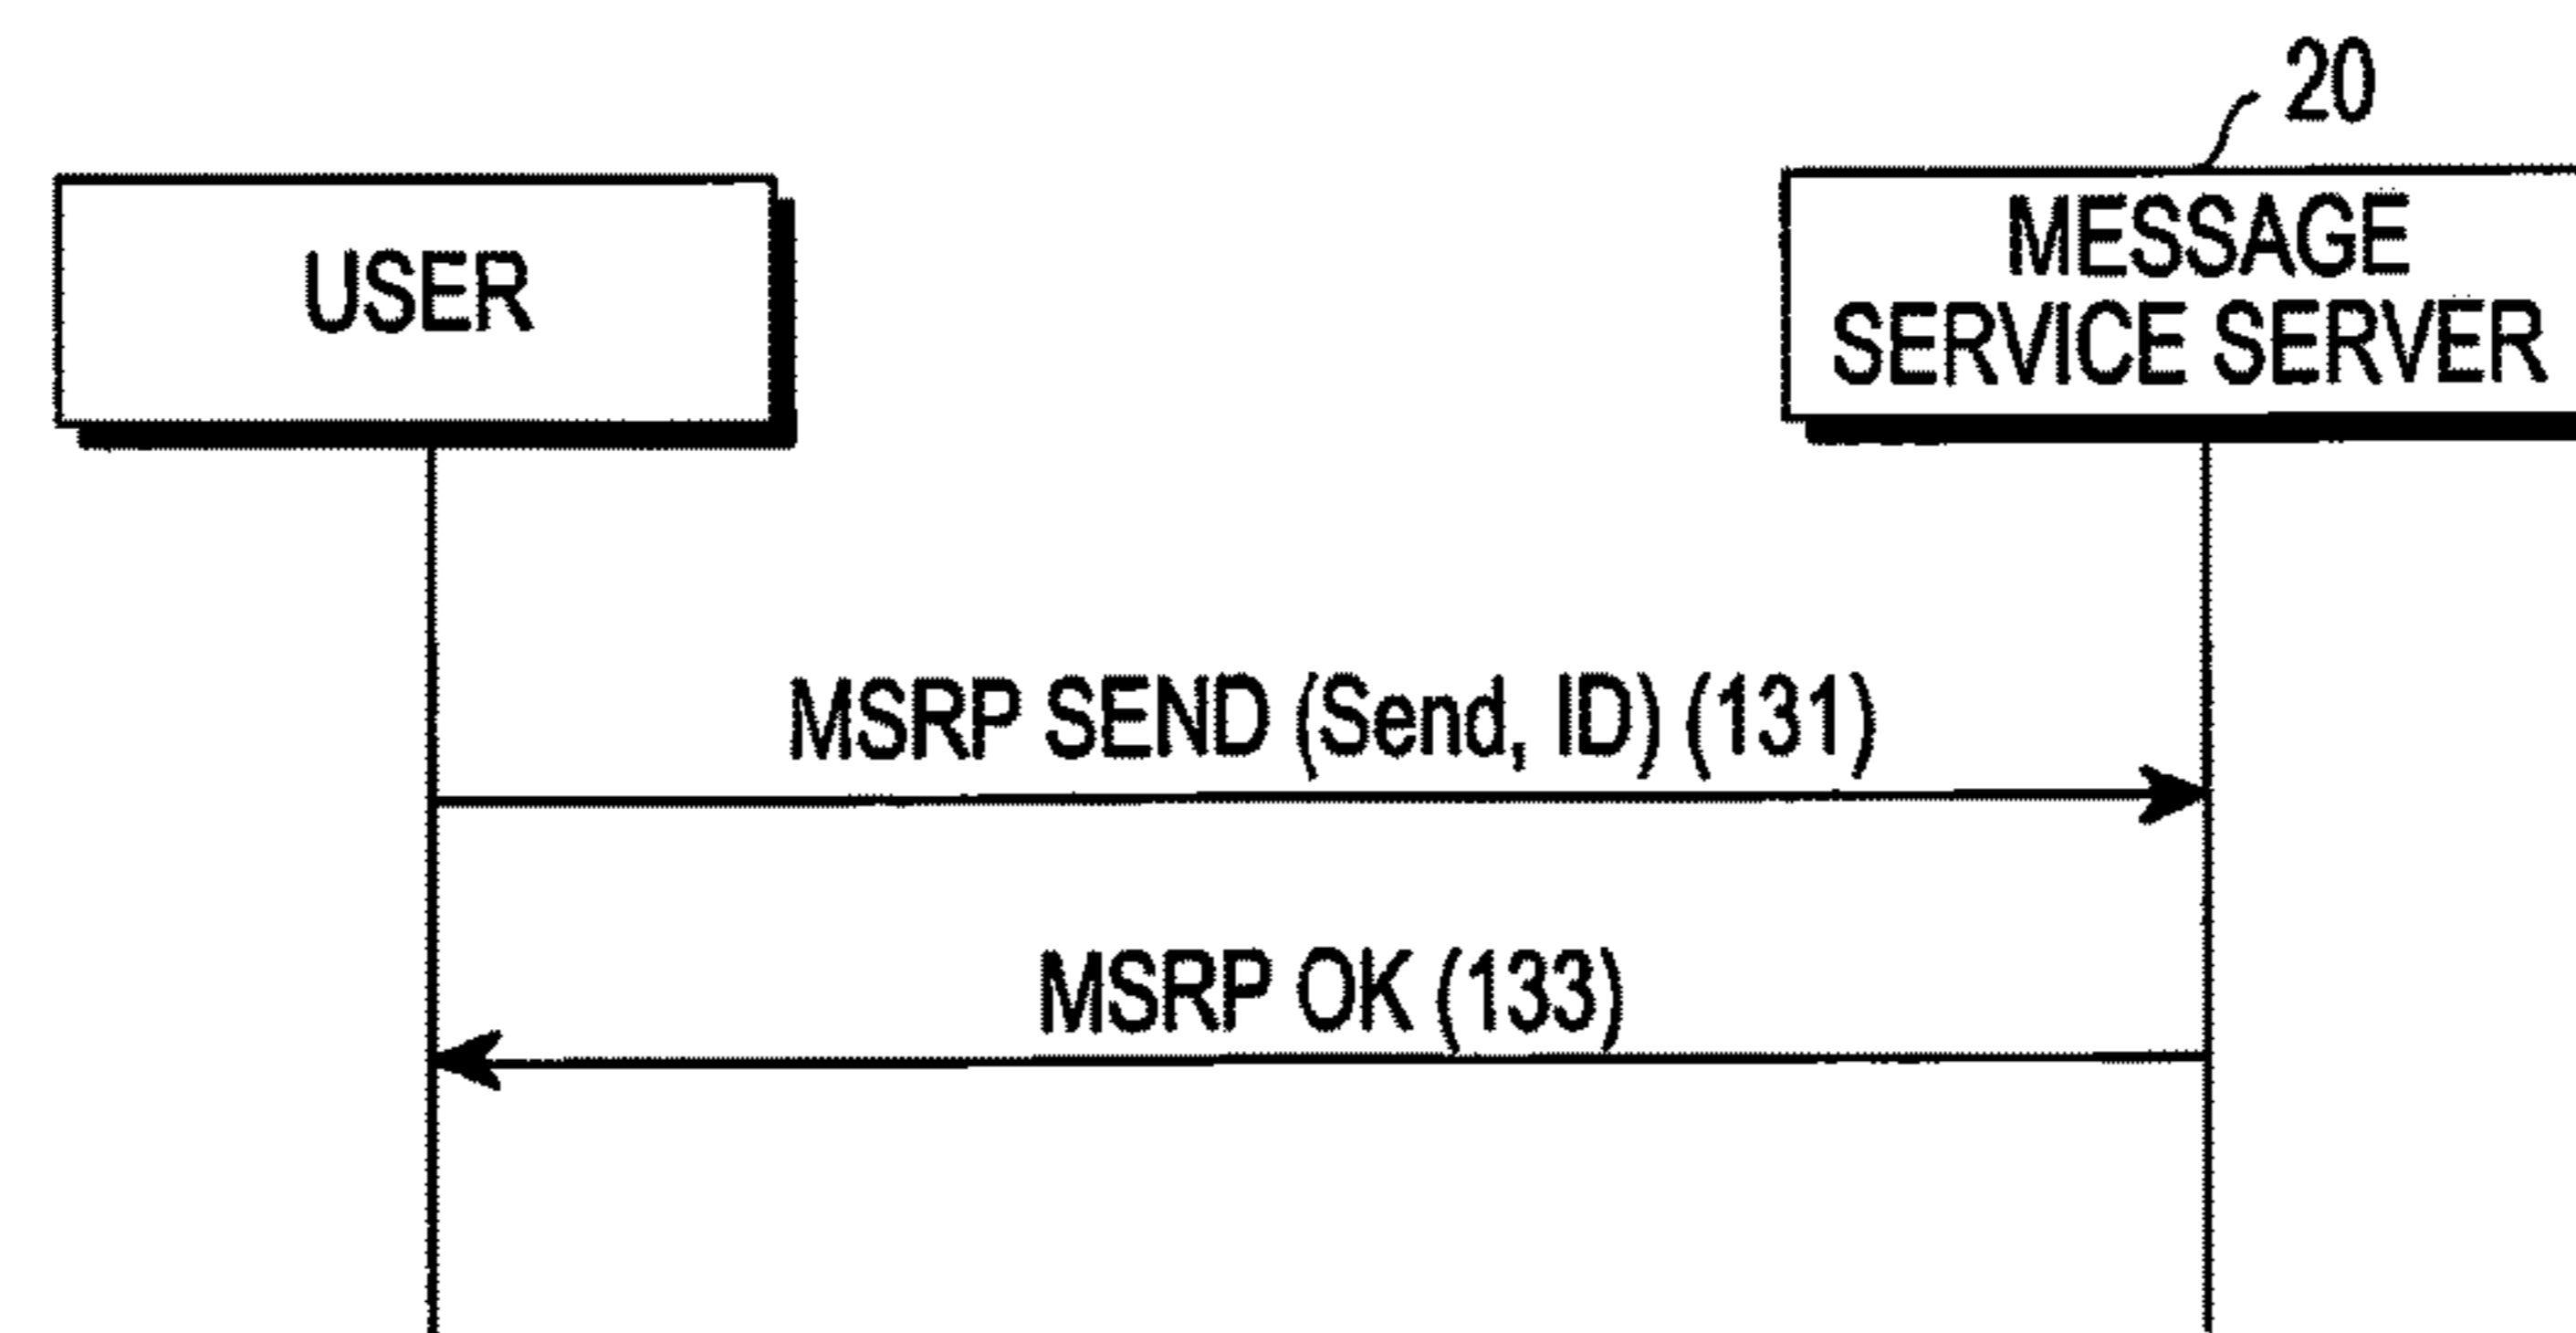 20
USER
MESSAGE
SERVICE SERVER
MSRP SEND (Send, ID) (131)
MSRP OK (133)